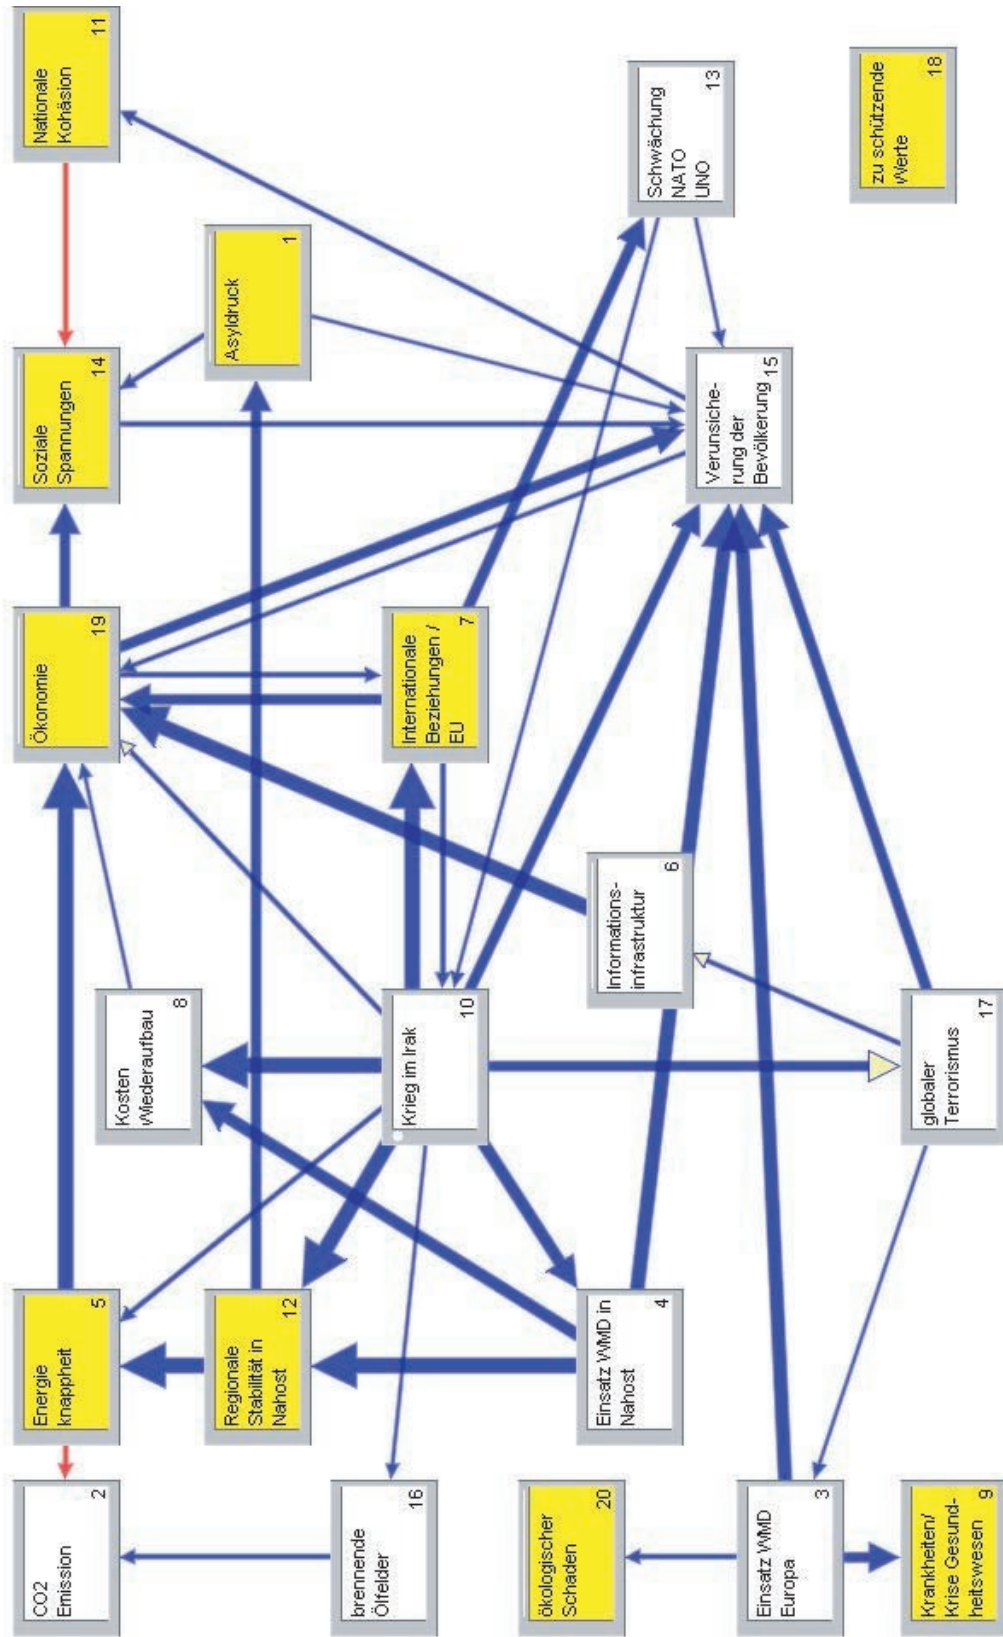 CO2
Emission
2
Energie
knappheit
5
Ökonomie
19
Soziale
Spannungen
14
Nationale
Kohäsion
11
Kosten
Wiederaufbau
8
Regionale
Stabilität in
Nahost
12
Asyldruck
1
brennende
Ölfelder
16
Krieg im Irak
10
Internationale
Beziehungen /
EU
7
ökologischer
Schaden
20
Einsatz WMD in
Nahost
4
Informations-
infrastruktur
6
Schwächung
NATO
UNO
13
Verunsiche-
rung der
Bevölkerung 15
Einsatz WMD
Europa
3
zu schützende
Werte
18
Krankheiten/
Krise Gesund-
heitswesen
9
globaler
Terrorismus
17